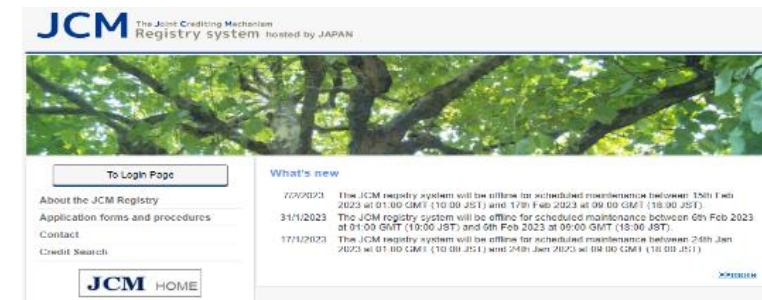 JCM The Joint Crediting Mechanism
Registry system hosted by JAPAN
To Login Page
About the JCM Registry
Application forms and procedures
Contact
Credit Search
JCM HOME
What's new
7/2/2023 The JCM registry system will be offline for scheduled maintenance between 15th Feb
2023 at 01:00 GMT (10:00 JST) and 17th Feb 2023 at 09:00 GMT (18:00 JST).
31/1/2023 The JCM registry system will be offline for scheduled maintenance between 6th Feb 2023
at 01:00 GMT (10:00 JST) and 6th Feb 2023 at 09:00 GMT (18:00 JST).
17/1/2023 The JCM registry system will be offline for scheduled maintenance between 24th Jan
2023 at 01:00 GMT (10:00 JST) and 24th Jan 2023 at 09:00 GMT (18:00 JST)
more